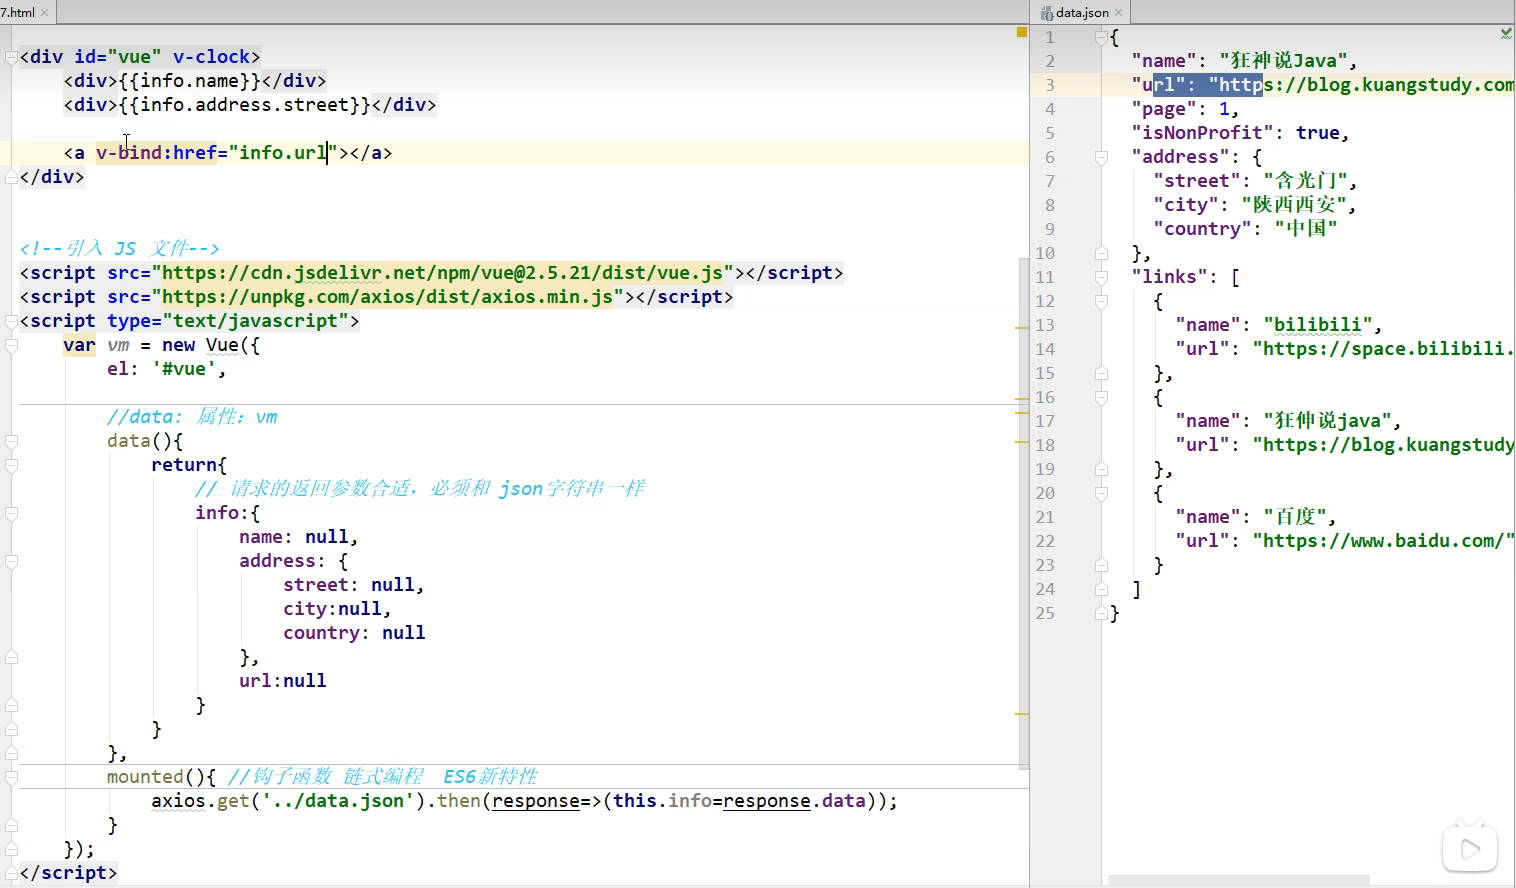 7.html
<div id="vue" v-clock>
<div>{{info.name}}</div>
<div>{{info.address.street}}</div>
<a v-bind:href="info.url"></a>
</div>
<!--引入 JS 文件-->
<script src="https://cdn.jsdelivr.net/npm/vue@2.5.21/dist/vue.js"></script>
<script src="https://unpkg.com/axios/dist/axios.min.js"></script>
<script type="text/javascript">
var vm = new Vue({
el: '#vue',
//data: 属性: vm
data(){
return{
// 请求的返回参数合适，必须和 json字符串一样
info:{
name: null,
address: {
street: null,
city:null,
country: null
},
url:null
}
}
},
mounted(){ //钩子函数 链式编程 ES6新特性
axios.get('../data.json').then(response=>(this.info=response.data));
}
});
</script>
data.json
1 {
2 "name": "狂神说Java",
3 "url": "https://blog.kuangstudy.com
4 "page": 1,
5 "isNonProfit": true,
6 "address": {
7 "street": "含光门",
8 "city": "陕西西安",
9 "country": "中国"
10 },
11 "links": [
12 {
13 "name": "bilibili",
14 "url": "https://space.bilibili.
15 },
16 {
17 "name": "狂伸说java",
18 "url": "https://blog.kuangstudy
19 },
20 {
21 "name": "百度",
22 "url": "https://www.baidu.com/"
23 }
24 ]
25 }